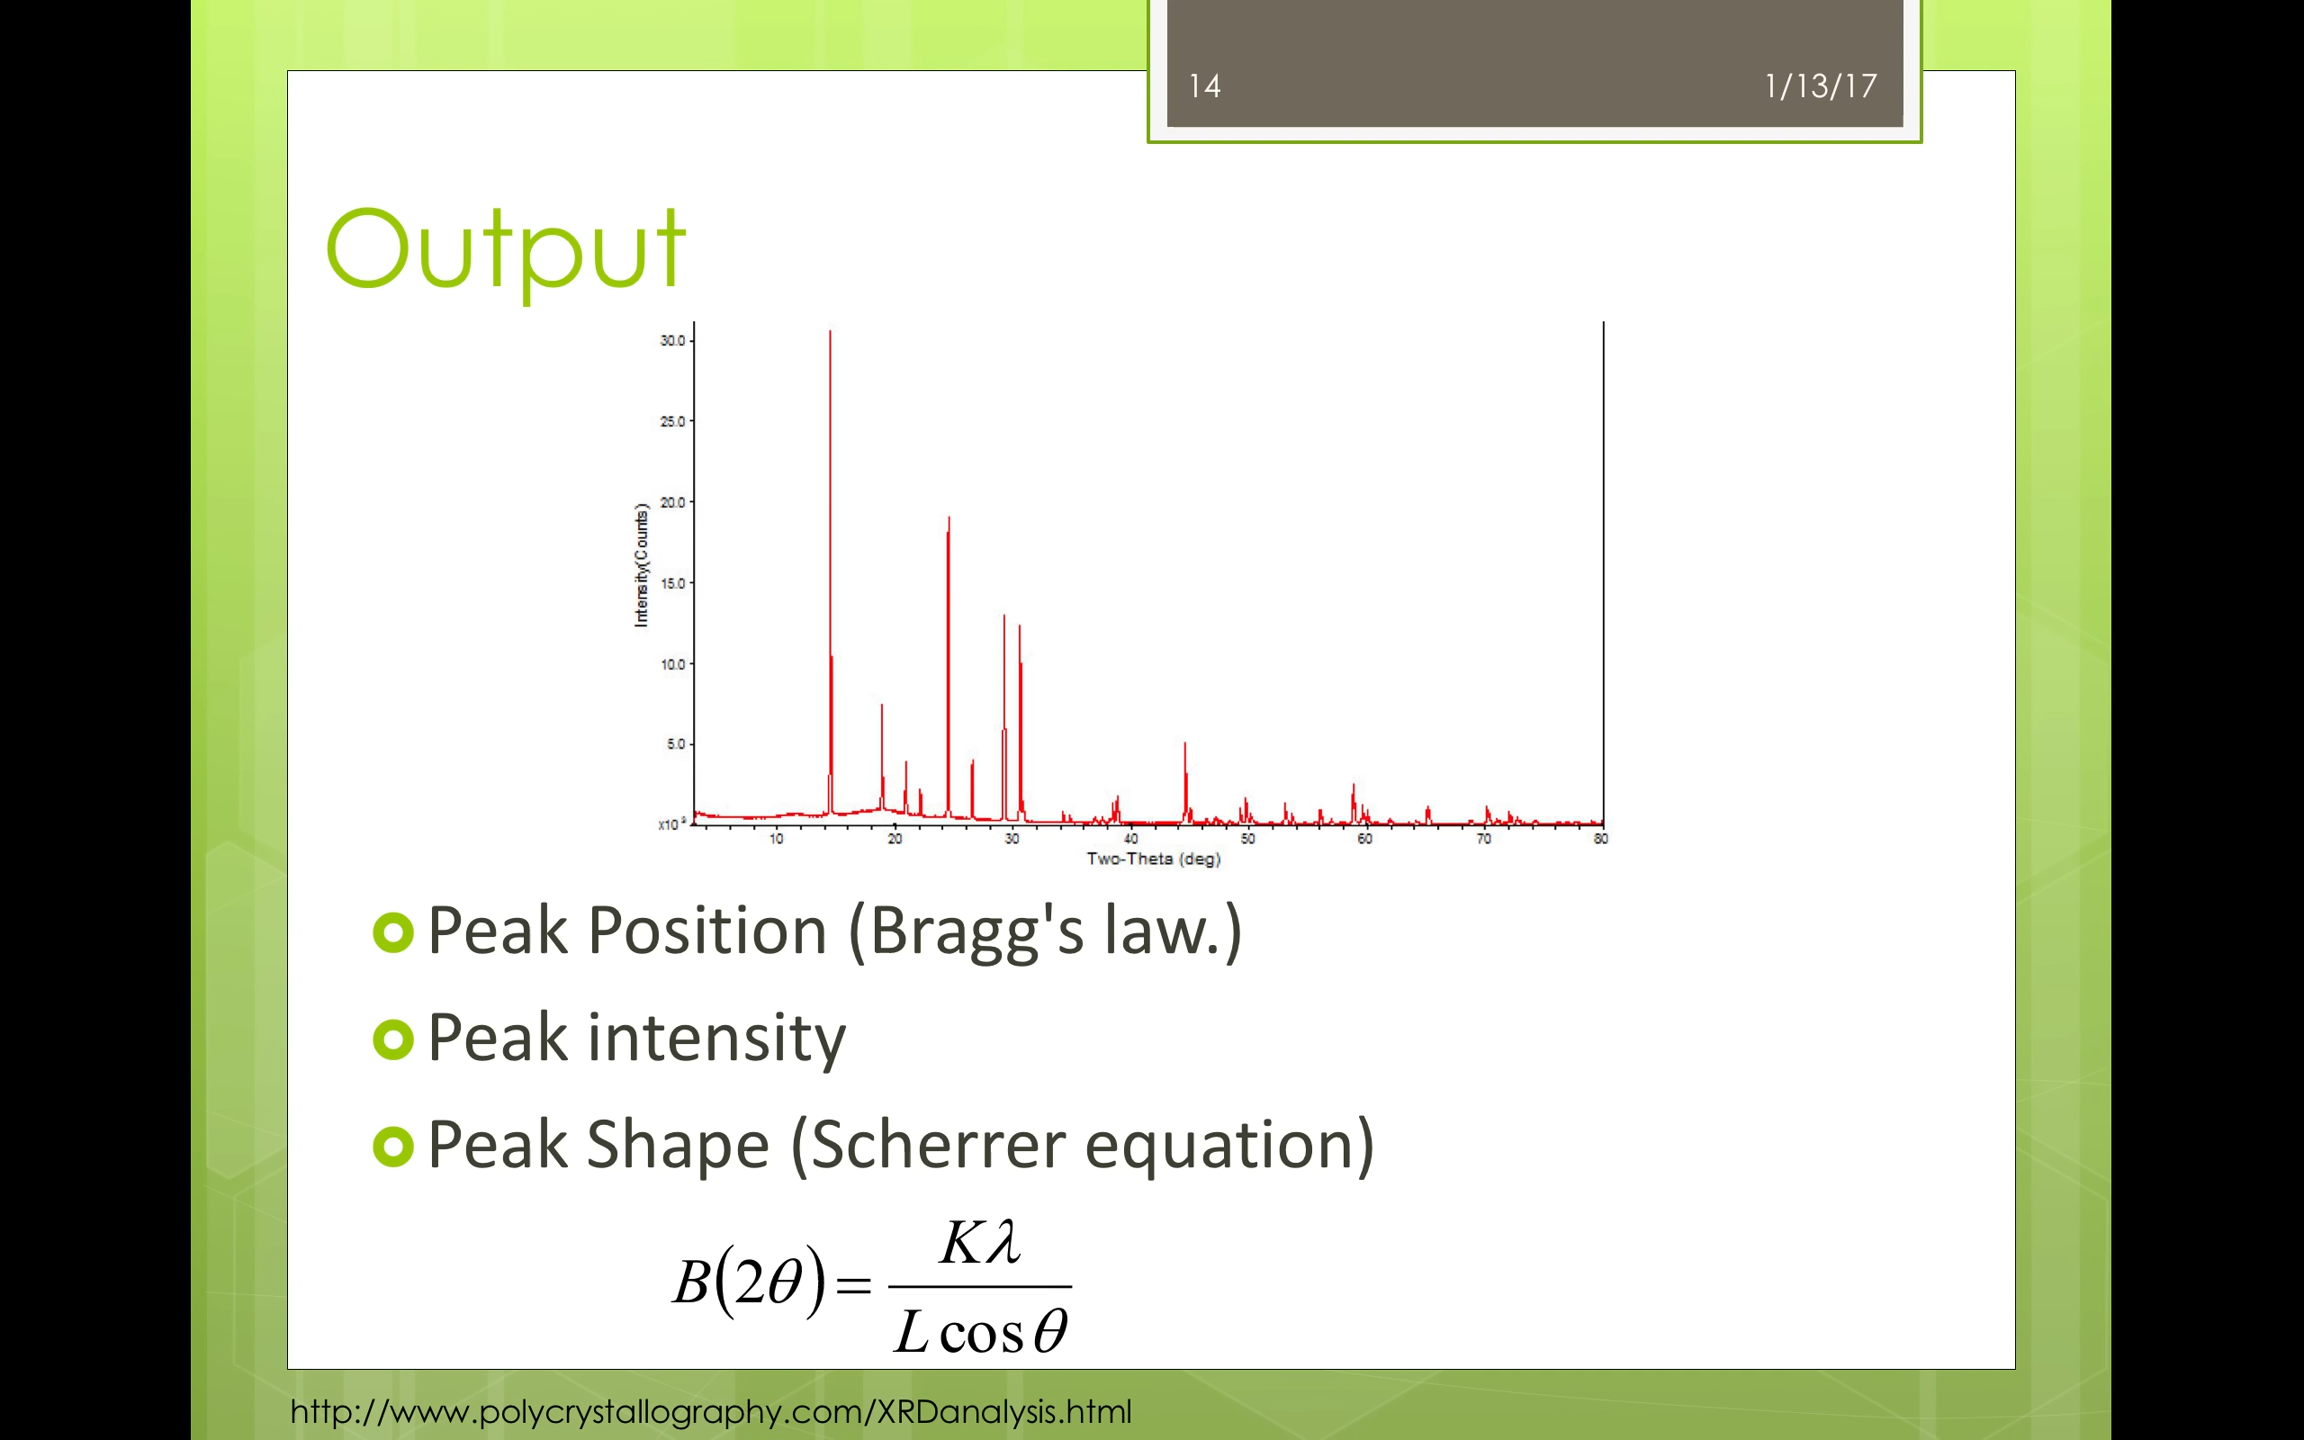 14
1/13/17
Output
30.0
25.0
20.0
15.0
10.0
5.0
x10³
Intensity(Counts)
10 20 30 40 50 60 70 80
Two-Theta (deg)
Peak Position (Bragg's law.)
Peak intensity
Peak Shape (Scherrer equation)
B(2θ)=
Kλ
L cosθ
http://www.polycrystallography.com/XRDanalysis.html